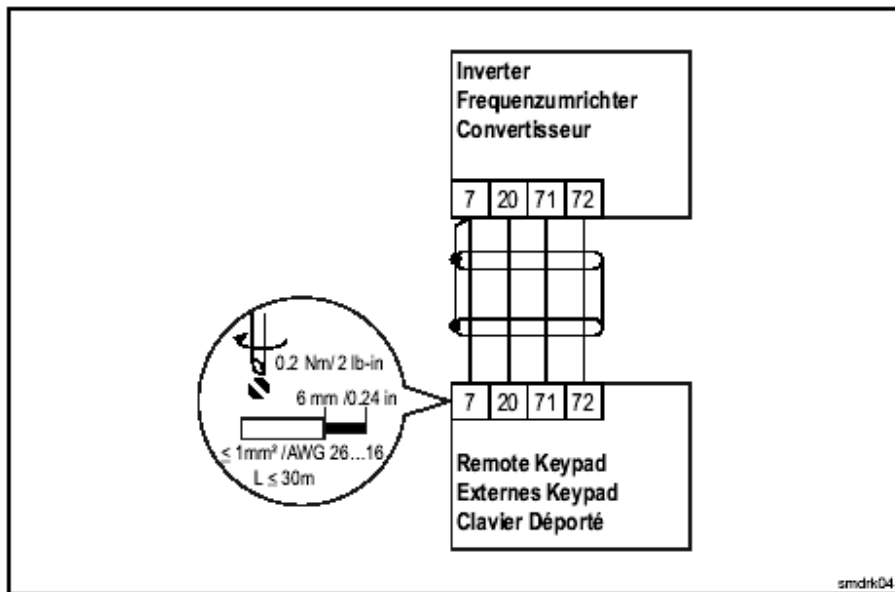 Inverter
Frequenzumrichter
Convertisseur
7 20 71 72
0.2 Nm/ 2 lb-in
6 mm /0.24 in
≤ 1mm² /AWG 26...16
L ≤ 30m
7 20 71 72
Remote Keypad
Externes Keypad
Clavier Déporté
smdrk04